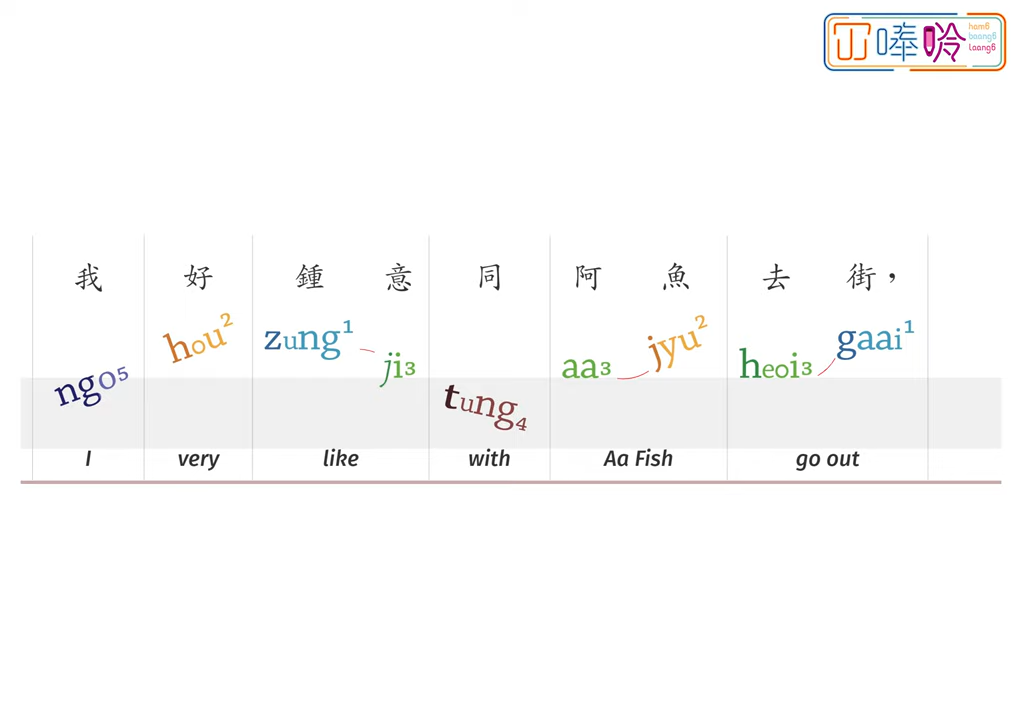 冚唪唥
ham6
baang6
laang6
我 好 鍾 意 同 阿 魚 去 街，
ngo5 hou2 zung1 ji3 tung4 aa3 jyu2 heoi3 gaai1
I very like with Aa Fish go out